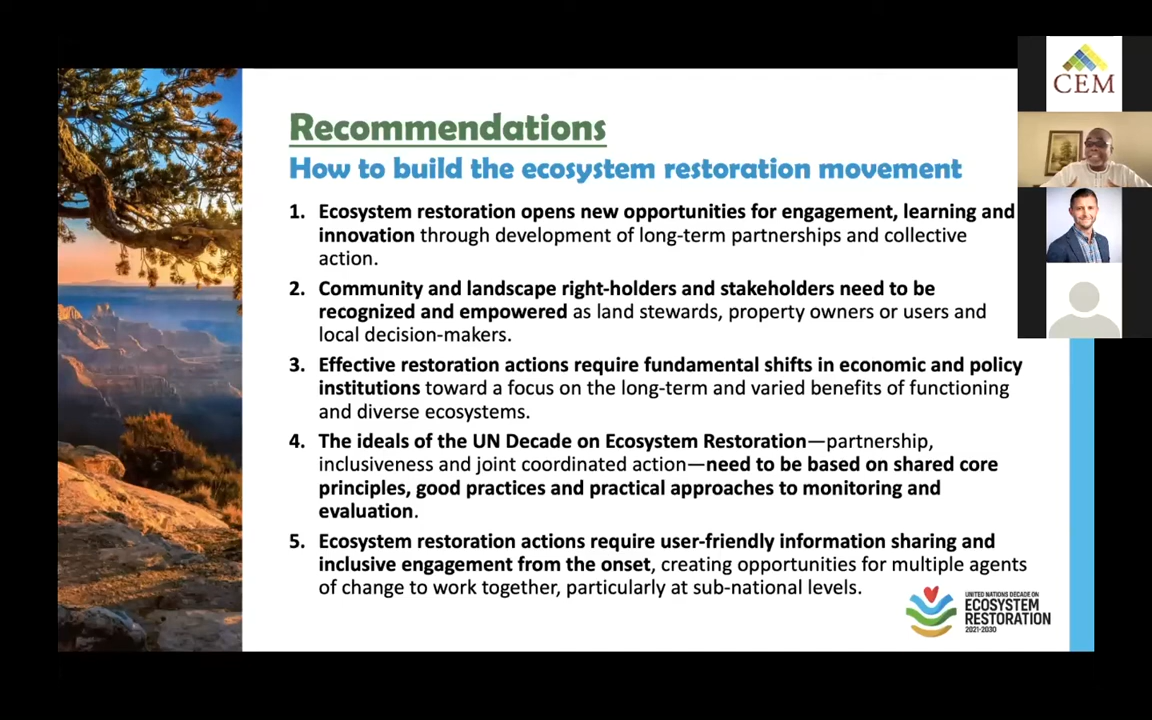 CEM
Recommendations
How to build the ecosystem restoration movement
1. Ecosystem restoration opens new opportunities for engagement, learning and
innovation through development of long-term partnerships and collective
action.
2. Community and landscape right-holders and stakeholders need to be
recognized and empowered as land stewards, property owners or users and
local decision-makers.
3. Effective restoration actions require fundamental shifts in economic and policy
institutions toward a focus on the long-term and varied benefits of functioning
and diverse ecosystems.
4. The ideals of the UN Decade on Ecosystem Restoration—partnership,
inclusiveness and joint coordinated action—need to be based on shared core
principles, good practices and practical approaches to monitoring and
evaluation.
5. Ecosystem restoration actions require user-friendly information sharing and
inclusive engagement from the onset, creating opportunities for multiple agents
of change to work together, particularly at sub-national levels.
UNITED NATIONS DECADE ON
ECOSYSTEM
RESTORATION
2021-2030